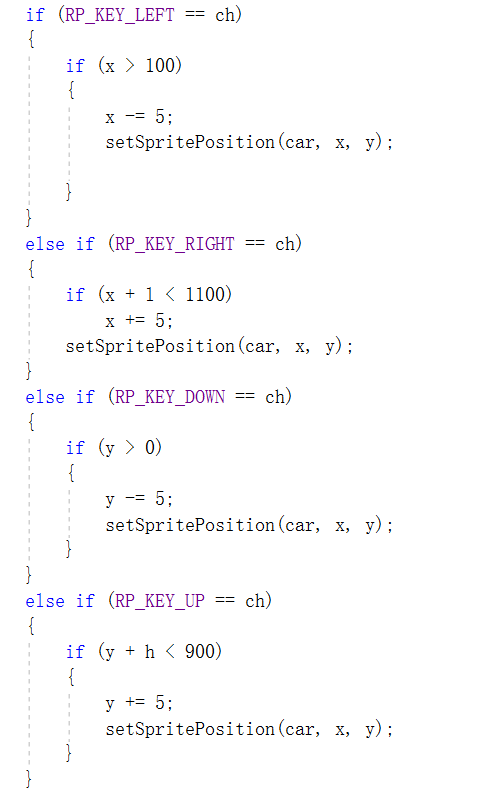 if (RP_KEY_LEFT == ch)
{
    if (x > 100)
    {
        x -= 5;
        setSpritePosition(car, x, y);

    }
}
else if (RP_KEY_RIGHT == ch)
{
    if (x + 1 < 1100)
        x += 5;
    setSpritePosition(car, x, y);
}
else if (RP_KEY_DOWN == ch)
{
    if (y > 0)
    {
        y -= 5;
        setSpritePosition(car, x, y);
    }
}
else if (RP_KEY_UP == ch)
{
    if (y + h < 900)
    {
        y += 5;
        setSpritePosition(car, x, y);
    }
}